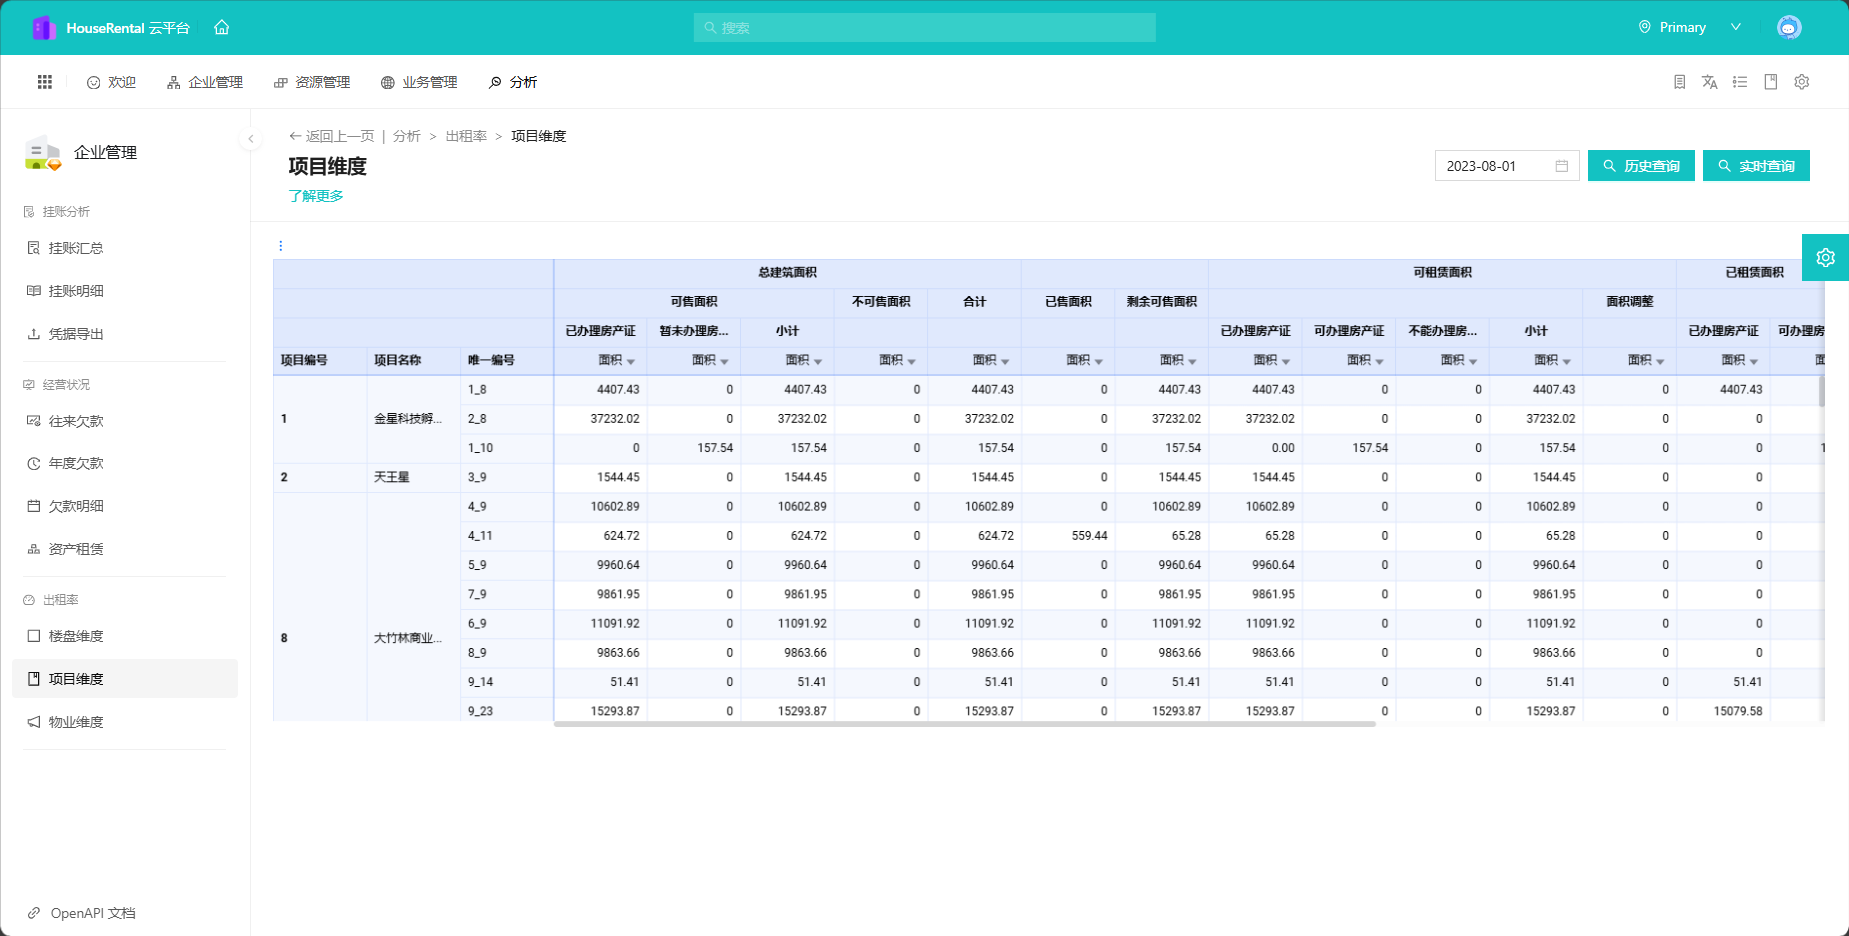 HouseRental 云平台
搜索
Primary
欢迎 企业管理 资源管理 业务管理 分析
企业管理
挂账分析
挂账汇总
挂账明细
凭据导出
经营状况
往来欠款
年度欠款
欠款明细
资产租赁
出租率
楼盘维度
项目维度
物业维度
OpenAPI 文档
返回上一页 | 分析 > 出租率 > 项目维度
项目维度
了解更多
2023-08-01 历史查询 实时查询
总建筑面积 可租赁面积 已租赁面积
可售面积 不可售面积 合计 已售面积 剩余可售面积 面积调整
已办理房产证 暂未办理房... 小计 已办理房产证 可办理房产证 不能办理房... 小计 已办理房产证 可办理房
项目编号 项目名称 唯一编号 面积 面积 面积 面积 面积 面积 面积 面积 面积 面积 面积 面积 面积
1_8 4407.43 0 4407.43 0 4407.43 0 4407.43 4407.43 0 0 4407.43 0 4407.43
1 金星科技孵... 2_8 37232.02 0 37232.02 0 37232.02 0 37232.02 37232.02 0 0 37232.02 0 0
1_10 0 157.54 157.54 0 157.54 0 157.54 0.00 157.54 0 157.54 0 0 1
2 天王星 3_9 1544.45 0 1544.45 0 1544.45 0 1544.45 1544.45 0 0 1544.45 0 0
4_9 10602.89 0 10602.89 0 10602.89 0 10602.89 10602.89 0 0 10602.89 0 0
4_11 624.72 0 624.72 0 624.72 559.44 65.28 65.28 0 0 65.28 0 0
5_9 9960.64 0 9960.64 0 9960.64 0 9960.64 9960.64 0 0 9960.64 0 0
7_9 9861.95 0 9861.95 0 9861.95 0 9861.95 9861.95 0 0 9861.95 0 0
6_9 11091.92 0 11091.92 0 11091.92 0 11091.92 11091.92 0 0 11091.92 0 0
8 大竹林商业... 8_9 9863.66 0 9863.66 0 9863.66 0 9863.66 9863.66 0 0 9863.66 0 0
9_14 51.41 0 51.41 0 51.41 0 51.41 51.41 0 0 51.41 0 51.41
9_23 15293.87 0 15293.87 0 15293.87 0 15293.87 15293.87 0 0 15293.87 0 15079.58